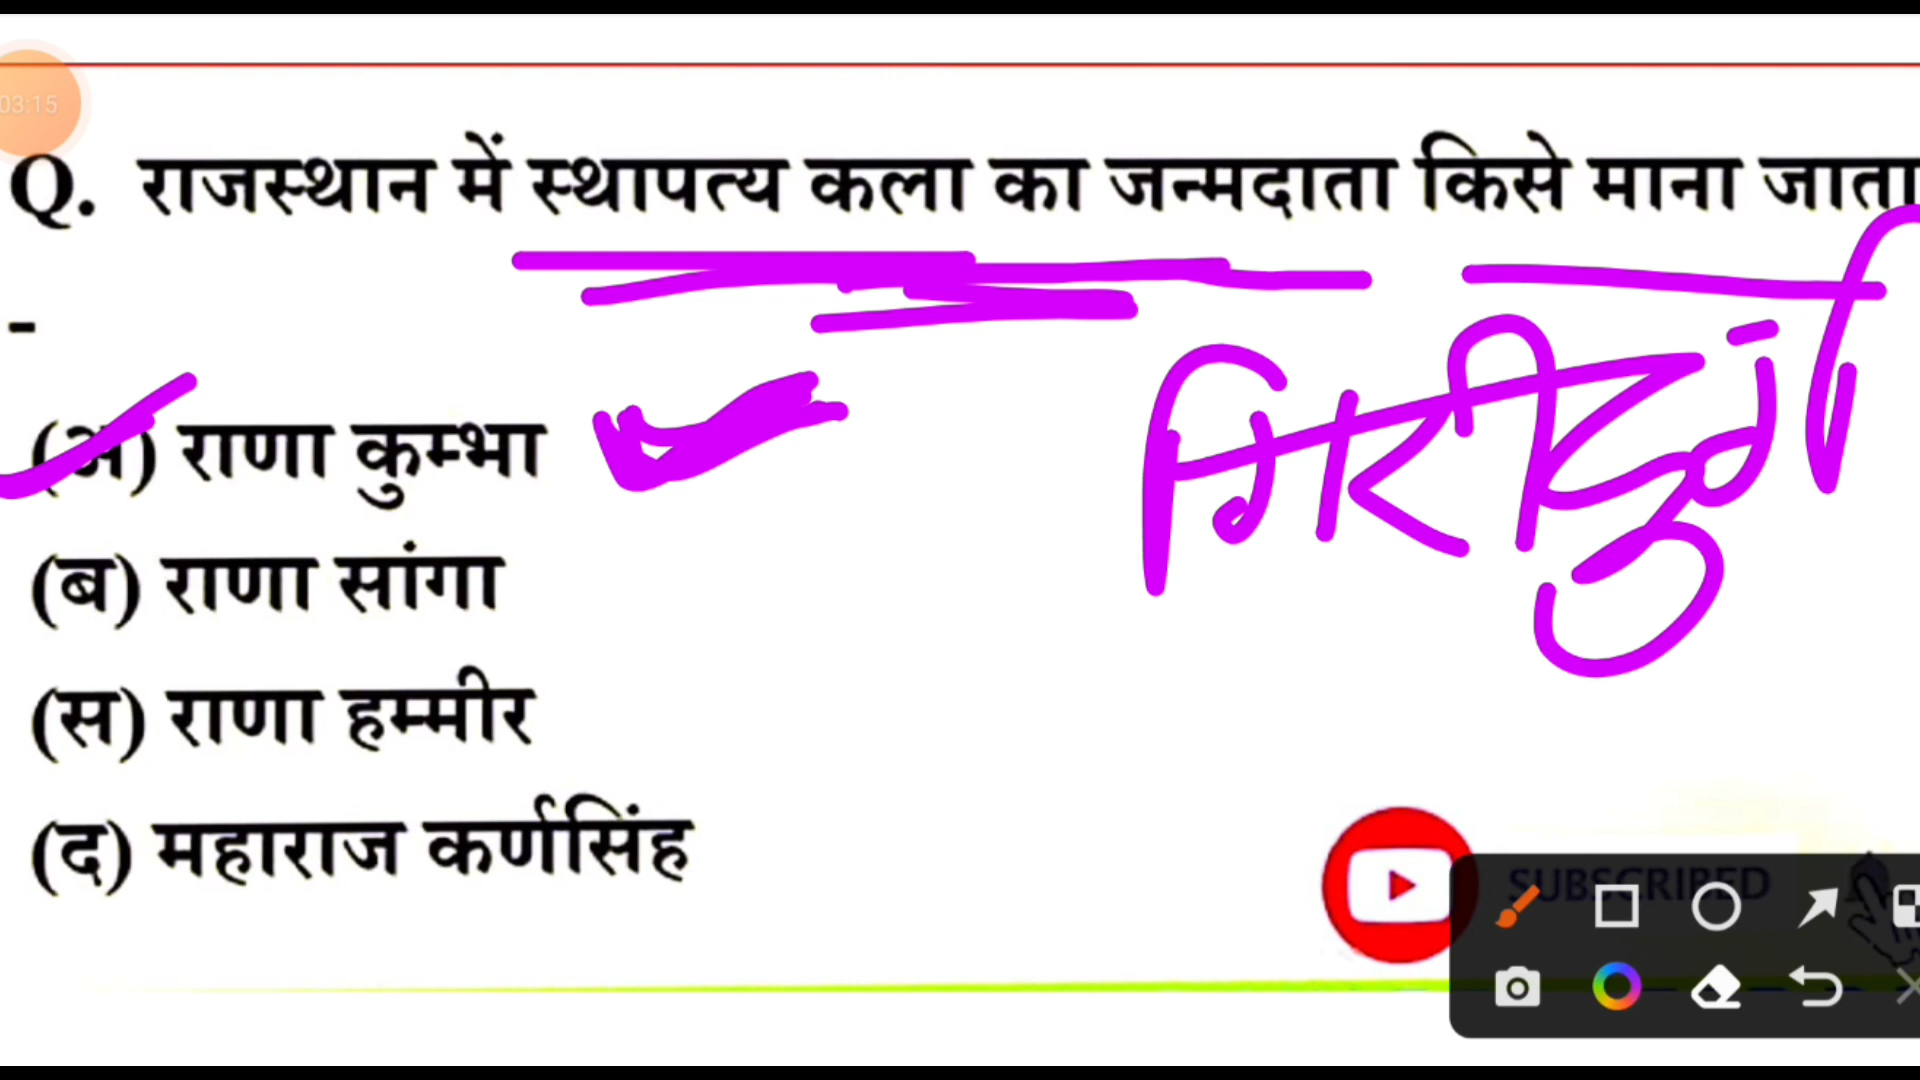 03:15
Q. राजस्थान में स्थापत्य कला का जन्मदाता किसे माना जाता
-
(अ) राणा कुम्भा
गिरीदुर्ग
(ब) राणा सांगा
(स) राणा हम्मीर
(द) महाराज कर्णसिंह
SUBSCRIBED